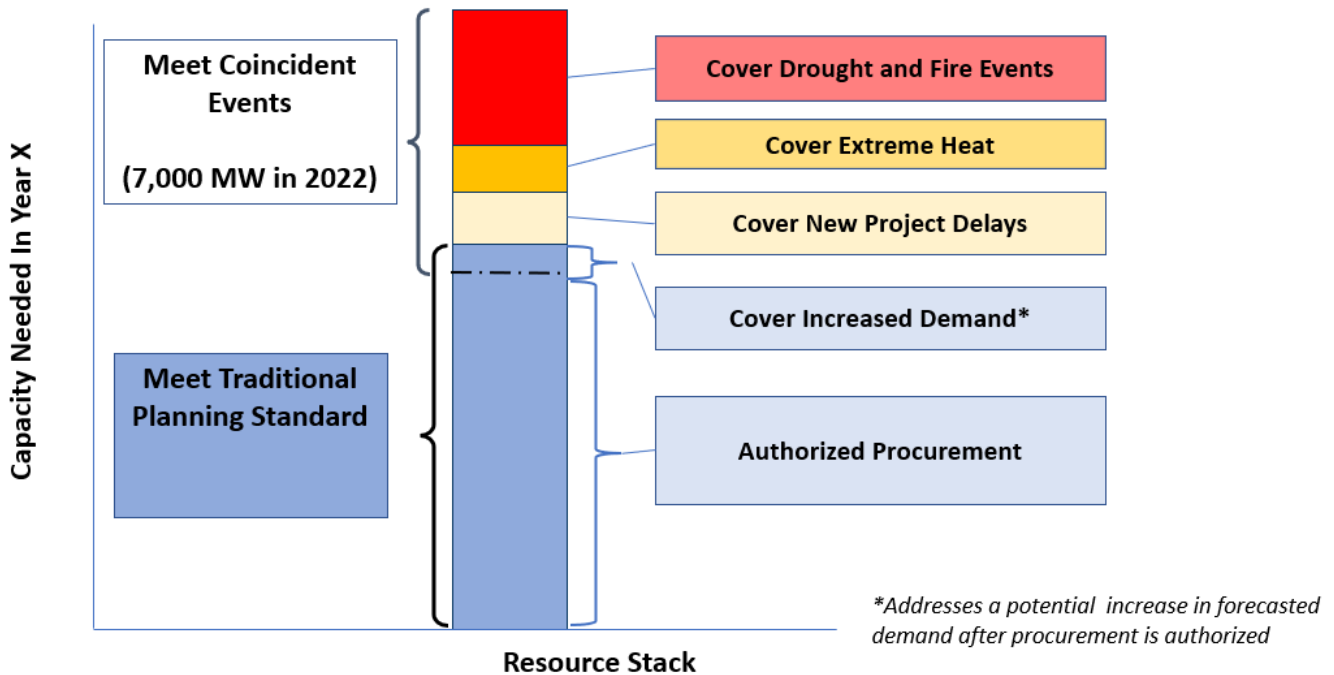 Capacity Needed In Year X
Meet Coincident
Events
(7,000 MW in 2022)
Meet Traditional
Planning Standard
Cover Drought and Fire Events
Cover Extreme Heat
Cover New Project Delays
Cover Increased Demand*
Authorized Procurement
*Addresses a potential increase in forecasted
demand after procurement is authorized
Resource Stack